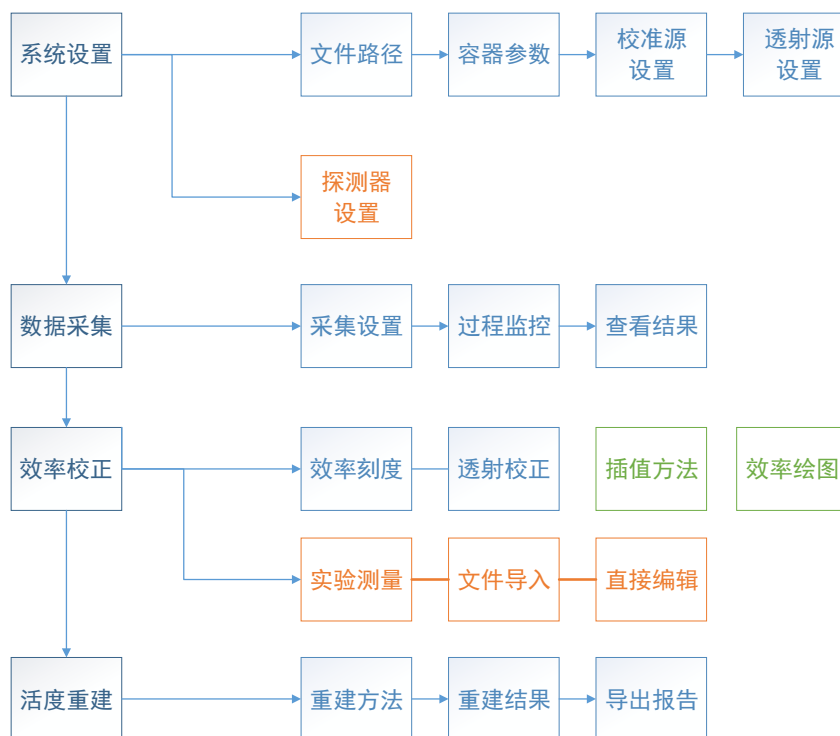 系统设置
文件路径
容器参数
校准源
设置
透射源
设置
探测器
设置
数据采集
采集设置
过程监控
查看结果
效率校正
效率刻度
透射校正
插值方法
效率绘图
实验测量
文件导入
直接编辑
活度重建
重建方法
重建结果
导出报告